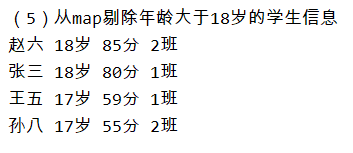 （5）从map剔除年龄大于18岁的学生信息
赵六 18岁 85分 2班
张三 18岁 80分 1班
王五 17岁 59分 1班
孙八 17岁 55分 2班